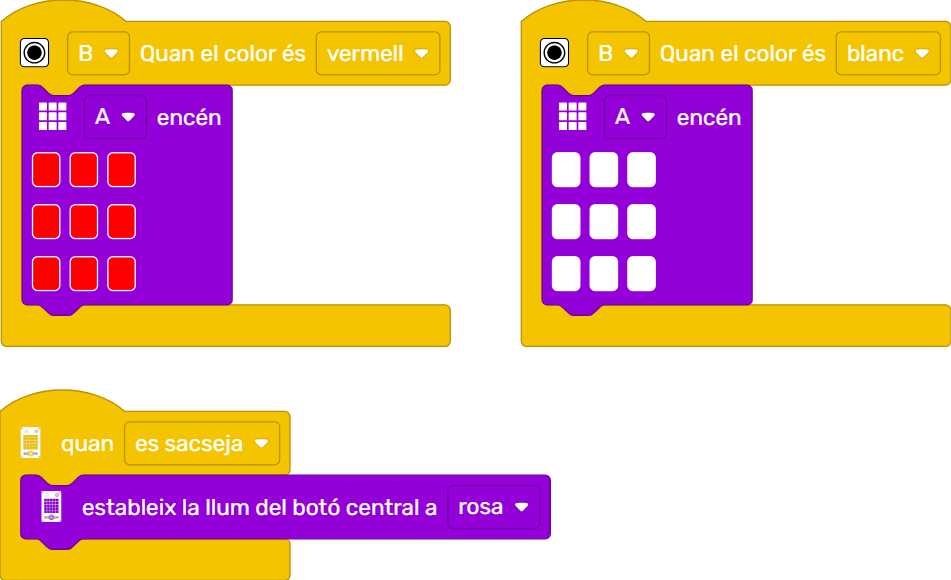 B Quan el color és vermell
A encén
B Quan el color és blanc
A encén
quan es sacseja
estableix la llum del botó central a rosa